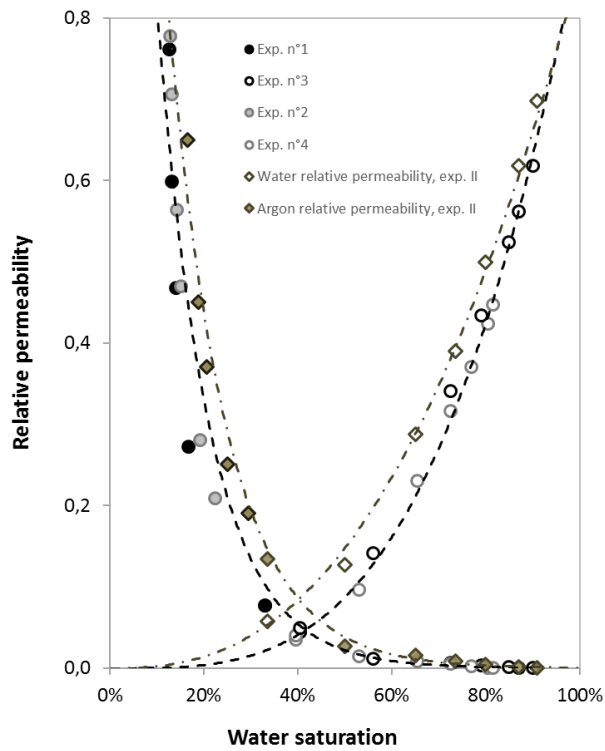 0,8
Exp. n°1
Exp. n°3
Exp. n°2
Exp. n°4
Water relative permeability, exp. II
Argon relative permeability, exp. II
0,6
0,4
0,2
0,0
Relative permeability
0% 20% 40% 60% 80% 100%
Water saturation